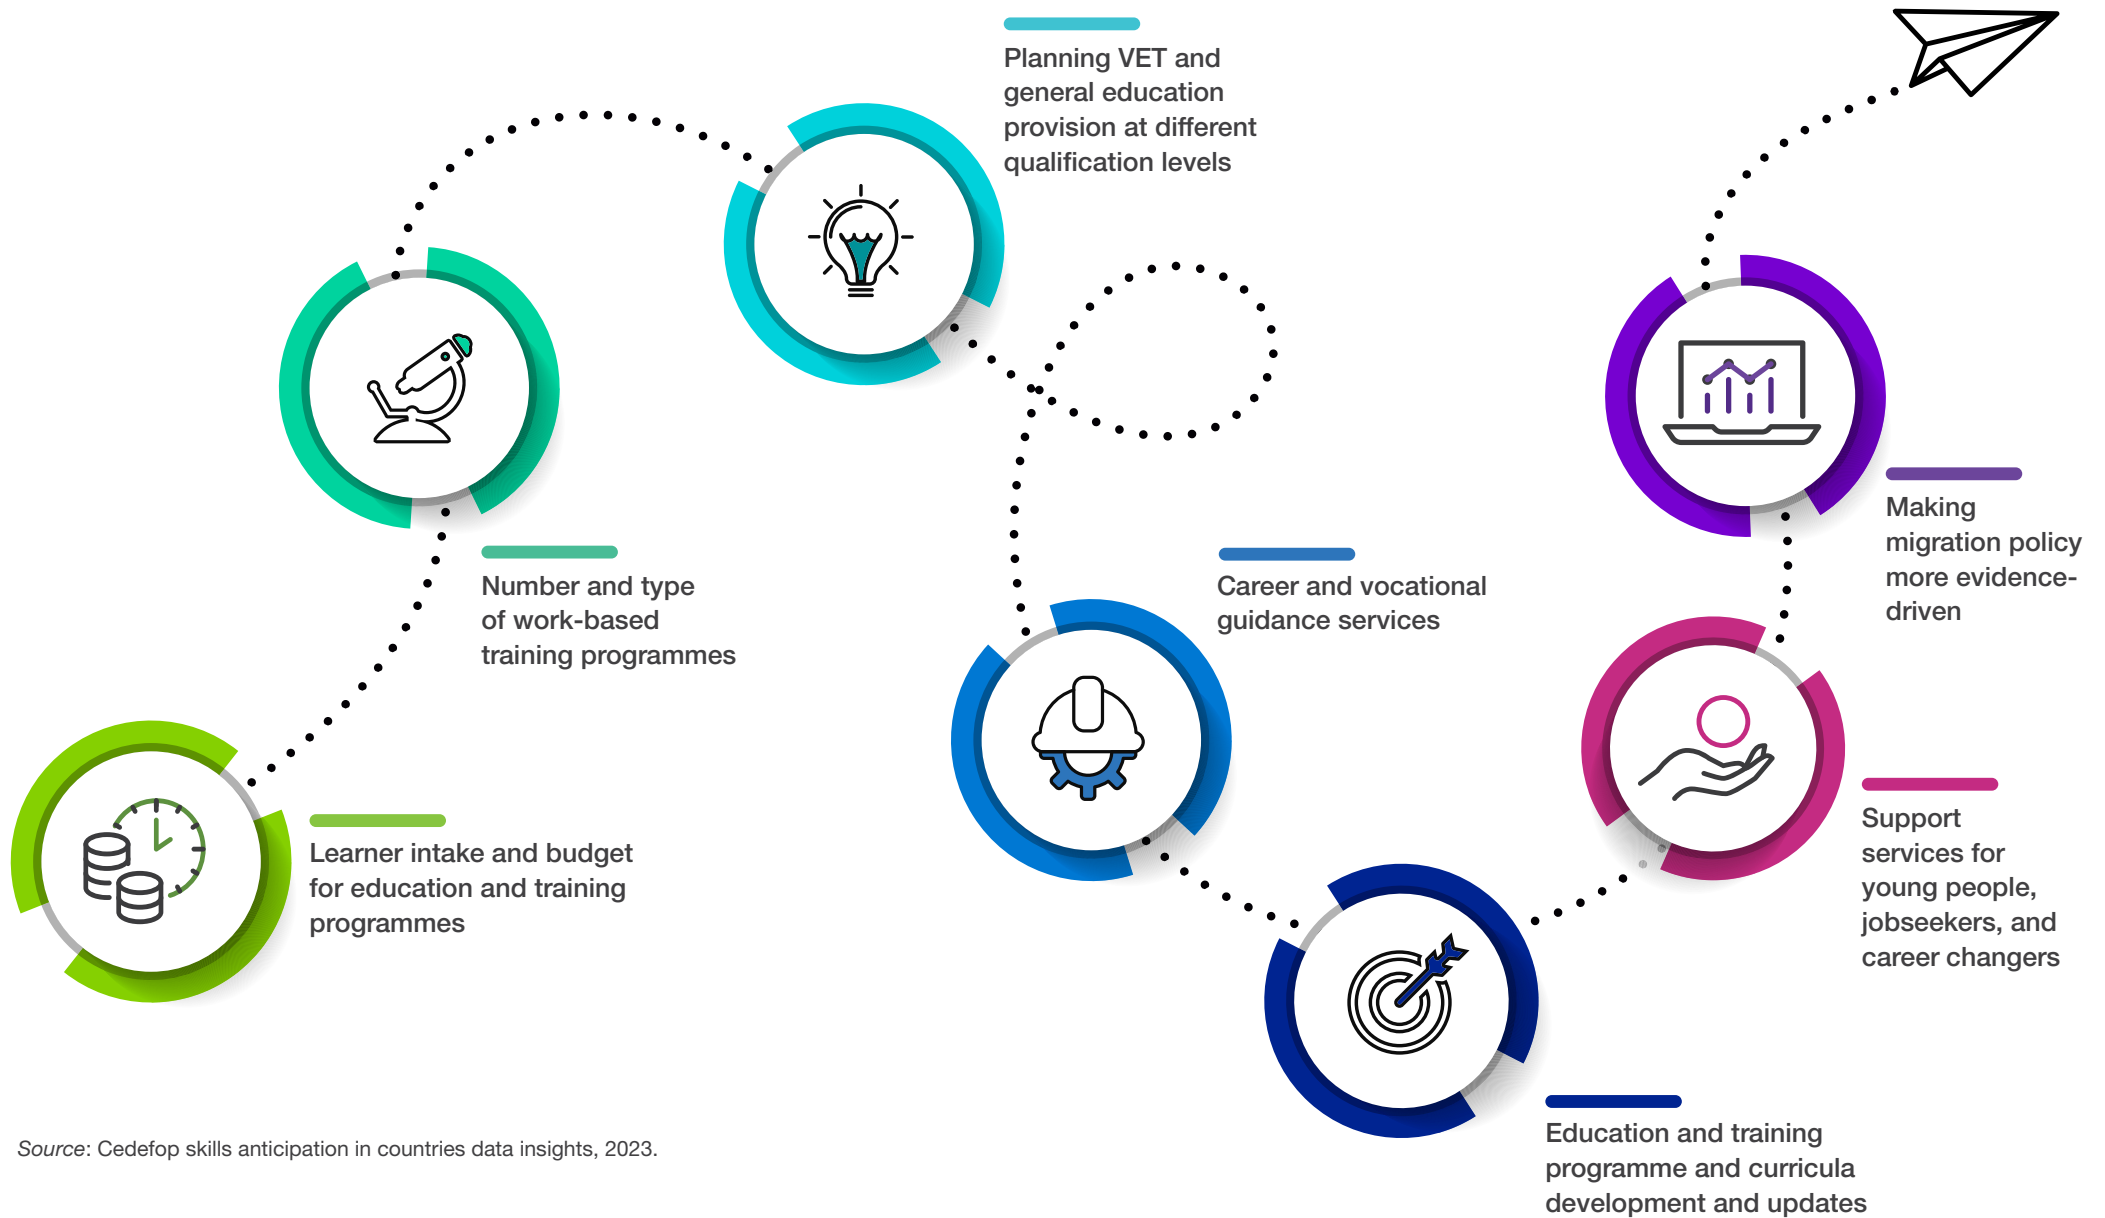 Planning VET and
general education
provision at different
qualification levels
Number and type
of work-based
training programmes
Learner intake and budget
for education and training
programmes
Career and vocational
guidance services
Making
migration policy
more evidence-
driven
Support
services for
young people,
jobseekers, and
career changers
Education and training
programme and curricula
development and updates
Source: Cedefop skills anticipation in countries data insights, 2023.